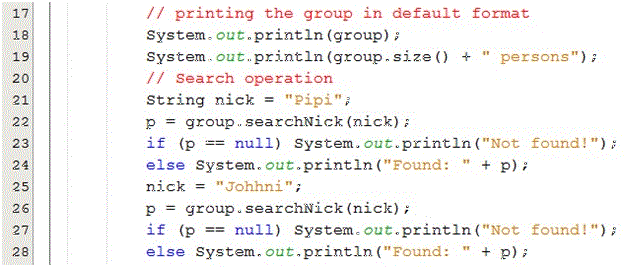 17 // printing the group in default format
18 System.out.println(group);
19 System.out.println(group.size() + " persons");
20 // Search operation
21 String nick = "Pipi";
22 p = group.searchNick(nick);
23 if (p == null) System.out.println("Not found!");
24 else System.out.println("Found: " + p);
25 nick = "Johhni";
26 p = group.searchNick(nick);
27 if (p == null) System.out.println("Not found!");
28 else System.out.println("Found: " + p);